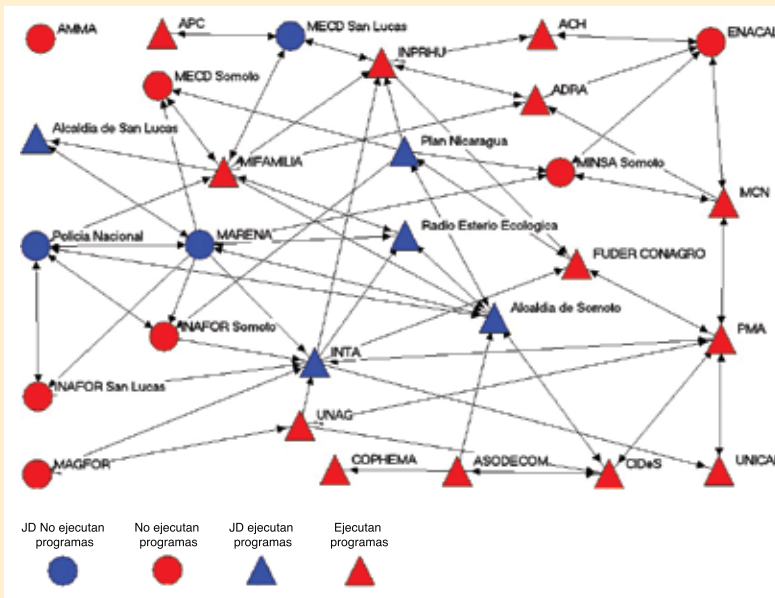 AMMA
APC
MECD San Lucas
ACH
ENACAL
INPRHU
MECD Somoto
ADRA
Alcaldia de San Lucas
Plan Nicaragua
MIFAMILIA
MINSA Somoto
IMCN
Policia Nacional
MARENA
Radio Esterio Ecologica
FUDER CONAGRO
Alcaldia de Somoto
INAFOR Somoto
PMA
INTA
INAFOR San Lucas
UNAG
COPHEMA
ASODECOM
CIDeS
MAGFOR
JD No ejecutan
programas
No ejecutan
programas
JD ejecutan
programas
Ejecutan
programas